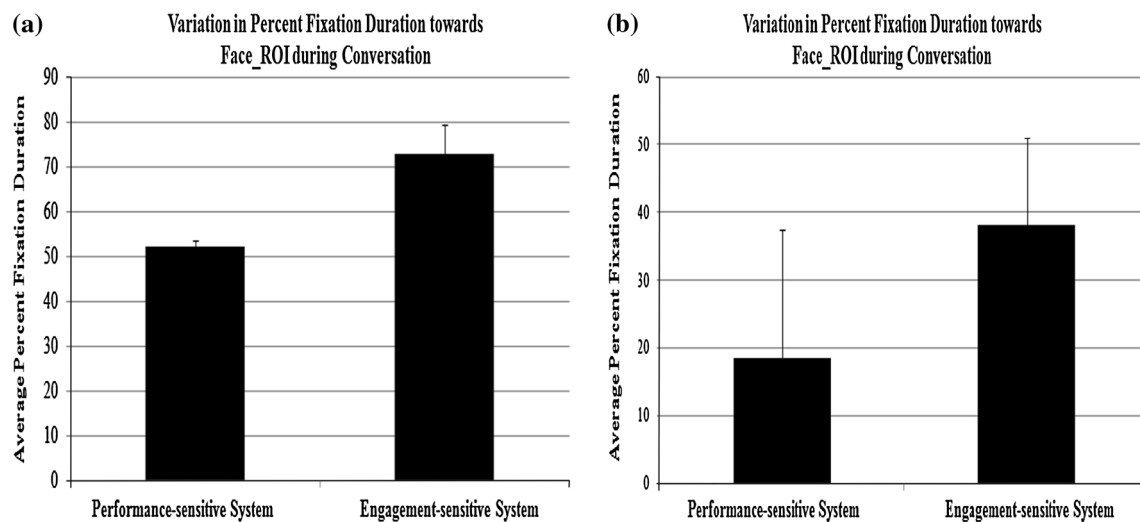 (a)
Variation in Percent Fixation Duration towards
Face_ROI during Conversation
Average Percent Fixation Duration
90
80
70
60
50
40
30
20
10
0
Performance-sensitive System
Engagement-sensitive System
(b)
Variation in Percent Fixation Duration towards
Face_ROI during Conversation
Average Percent Fixation Duration
60
50
40
30
20
10
0
Performance-sensitive System
Engagement-sensitive System